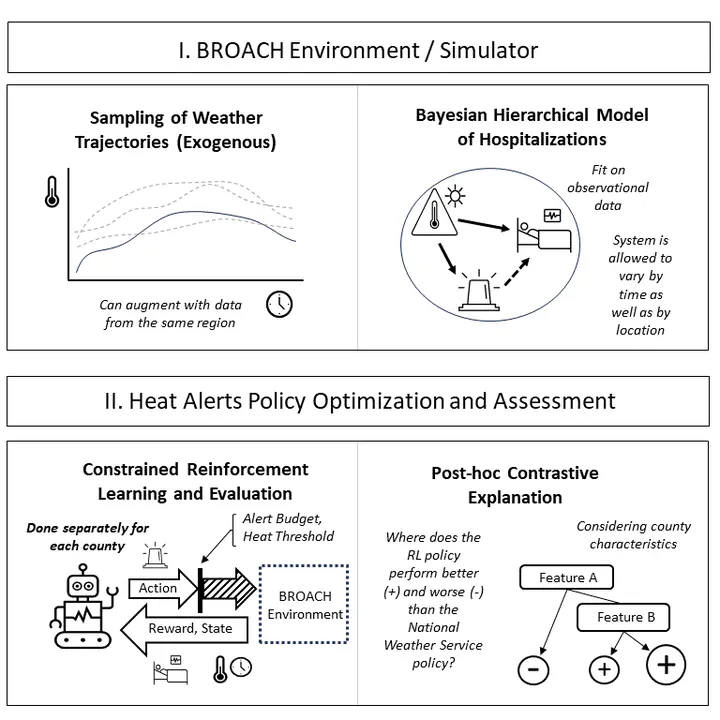 I. BROACH Environment / Simulator
Sampling of Weather
Trajectories (Exogenous)
Can augment with data
from the same region
Bayesian Hierarchical Model
of Hospitalizations
Fit on
observational
data
System is
allowed to
vary by
time as
well as by
location
II. Heat Alerts Policy Optimization and Assessment
Constrained Reinforcement
Learning and Evaluation
Done separately for
each county
Alert Budget,
Heat Threshold
Action
Reward, State
BROACH
Environment
Post-hoc Contrastive
Explanation
Where does the
RL policy
perform better
(+) and worse (-)
than the
National
Weather Service
policy?
Considering county
characteristics
Feature A
Feature B
-
+
+